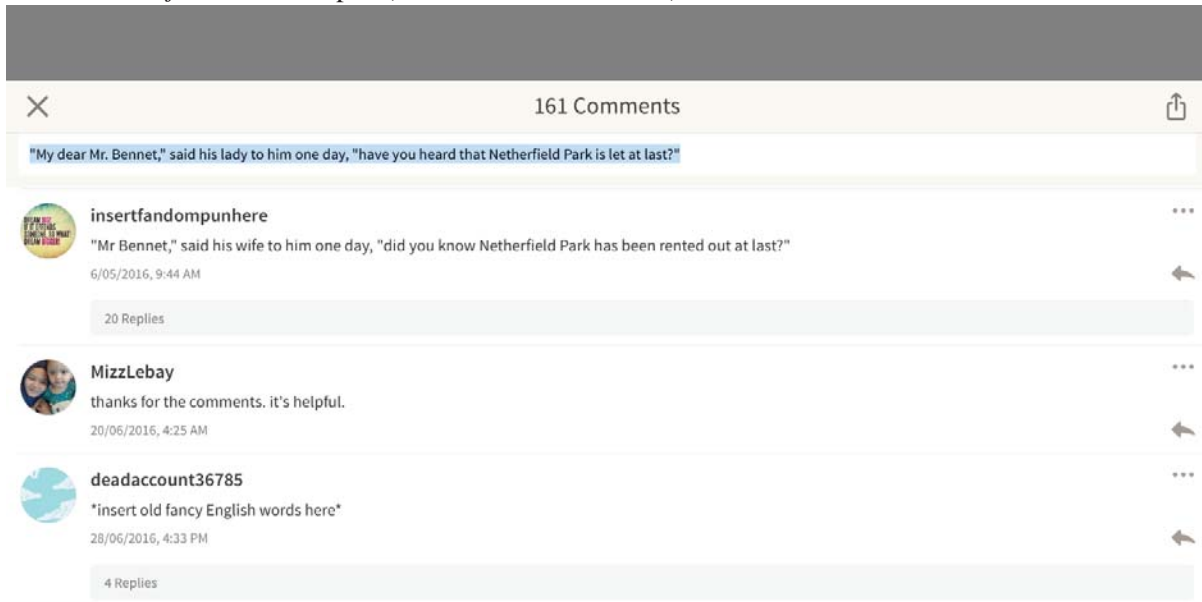 161 Comments
"My dear Mr. Bennet," said his lady to him one day, "have you heard that Netherfield Park is let at last?"
insertfandompunhere
"Mr Bennet," said his wife to him one day, "did you know Netherfield Park has been rented out at last?"
6/05/2016, 9:44 AM
20 Replies
MizzLebay
thanks for the comments. it's helpful.
20/06/2016, 4:25 AM
deadaccount36785
*insert old fancy English words here*
28/06/2016, 4:33 PM
4 Replies